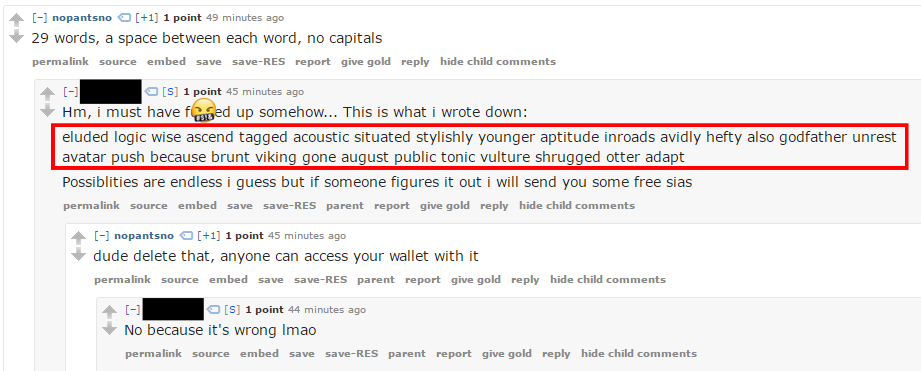 [–] nopantsno [+1] 1 point 49 minutes ago
29 words, a space between each word, no capitals
permalink source embed save save-RES report give gold reply hide child comments
[–] [S] 1 point 45 minutes ago
Hm, i must have f🤬ed up somehow... This is what i wrote down:
eluded logic wise ascend tagged acoustic situated stylishly younger aptitude inroads avidly hefty also godfather unrest
avatar push because brunt viking gone august public tonic vulture shrugged otter adapt
Possiblities are endless i guess but if someone figures it out i will send you some free sias
permalink source embed save save-RES parent report give gold reply hide child comments
[–] nopantsno [+1] 1 point 45 minutes ago
dude delete that, anyone can access your wallet with it
permalink source embed save save-RES parent report give gold reply hide child comments
[–] [S] 1 point 44 minutes ago
No because it's wrong lmao
permalink source embed save save-RES parent report give gold reply hide child comments